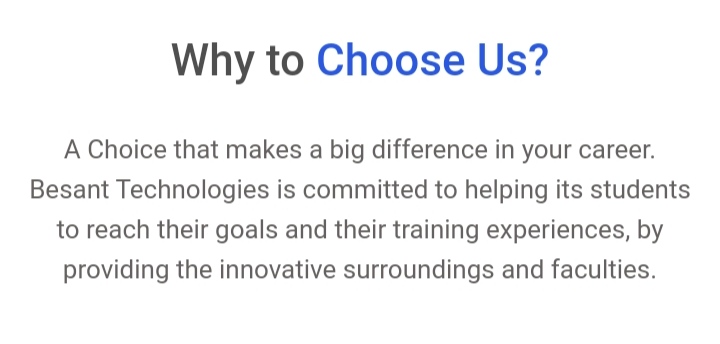 Why to Choose Us?
A Choice that makes a big difference in your career.
Besant Technologies is committed to helping its students
to reach their goals and their training experiences, by
providing the innovative surroundings and faculties.